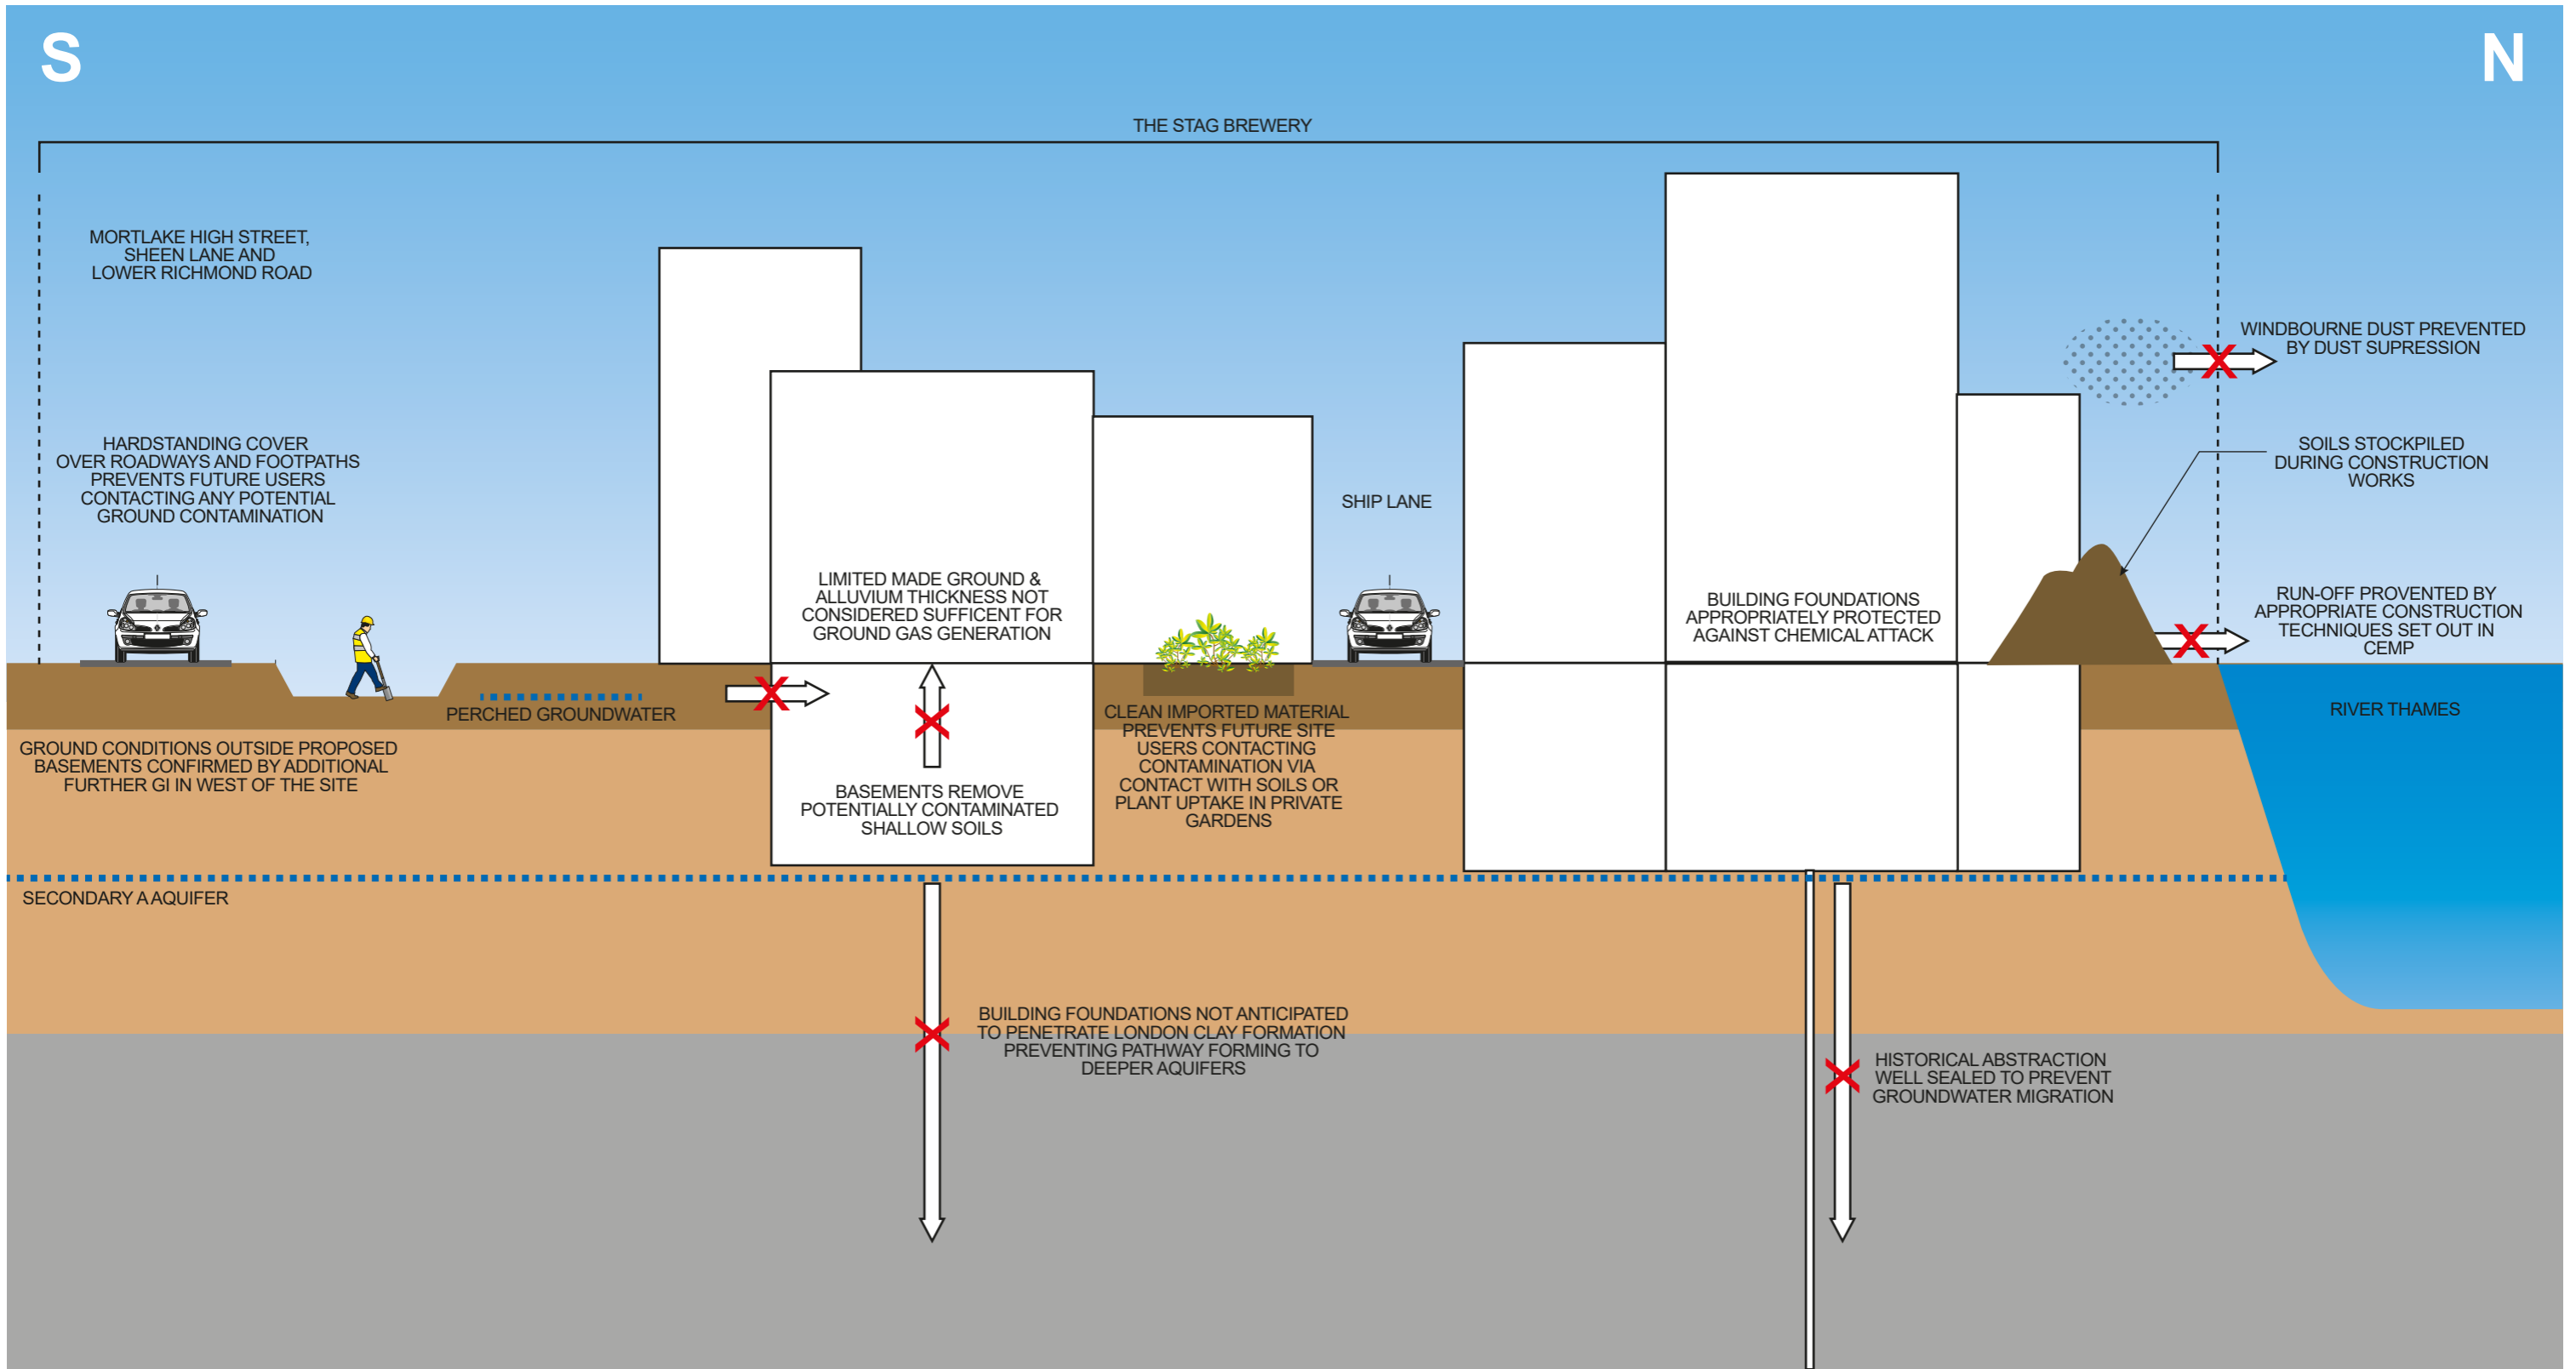 S
N
THE STAG BREWERY
MORTLAKE HIGH STREET,
SHEEN LANE AND
LOWER RICHMOND ROAD
HARDSTANDING COVER
OVER ROADWAYS AND FOOTPATHS
PREVENTS FUTURE USERS
CONTACTING ANY POTENTIAL
GROUND CONTAMINATION
WINDBOURNE DUST PREVENTED
BY DUST SUPRESSION
SOILS STOCKPILED
DURING CONSTRUCTION
WORKS
SHIP LANE
LIMITED MADE GROUND &
ALLUVIUM THICKNESS NOT
CONSIDERED SUFFICENT FOR
GROUND GAS GENERATION
BUILDING FOUNDATIONS
APPROPRIATELY PROTECTED
AGAINST CHEMICAL ATTACK
RUN-OFF PROVENTED BY
APPROPRIATE CONSTRUCTION
TECHNIQUES SET OUT IN
CEMP
PERCHED GROUNDWATER
RIVER THAMES
GROUND CONDITIONS OUTSIDE PROPOSED
BASEMENTS CONFIRMED BY ADDITIONAL
FURTHER GI IN WEST OF THE SITE
BASEMENTS REMOVE
POTENTIALLY CONTAMINATED
SHALLOW SOILS
CLEAN IMPORTED MATERIAL
PREVENTS FUTURE SITE
USERS CONTACTING
CONTAMINATION VIA
CONTACT WITH SOILS OR
PLANT UPTAKE IN PRIVATE
GARDENS
SECONDARY A AQUIFER
BUILDING FOUNDATIONS NOT ANTICIPATED
TO PENETRATE LONDON CLAY FORMATION
PREVENTING PATHWAY FORMING TO
DEEPER AQUIFERS
HISTORICAL ABSTRACTION
WELL SEALED TO PREVENT
GROUNDWATER MIGRATION